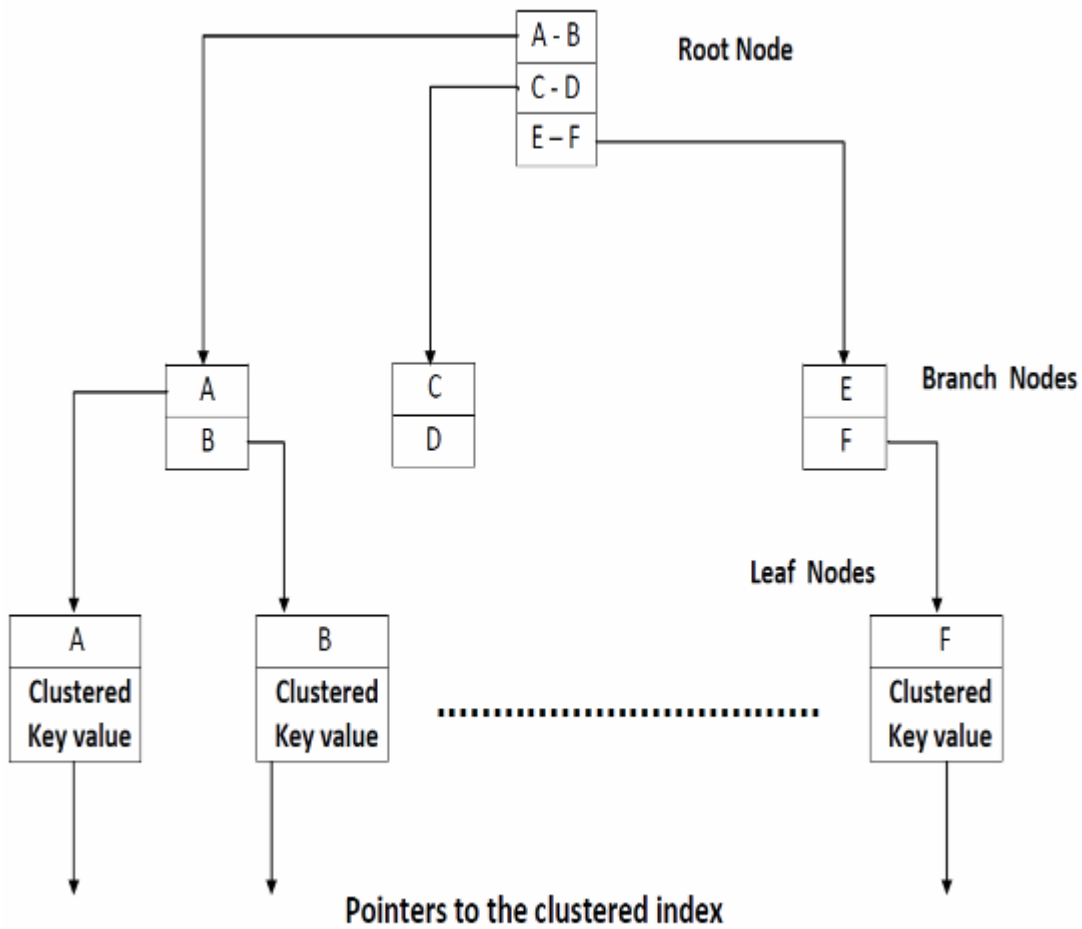 A - B
Root Node
C - D
E – F
A
B
C
D
E
F
Branch Nodes
Leaf Nodes
A
Clustered
Key value
B
Clustered
Key value
F
Clustered
Key value
Pointers to the clustered index